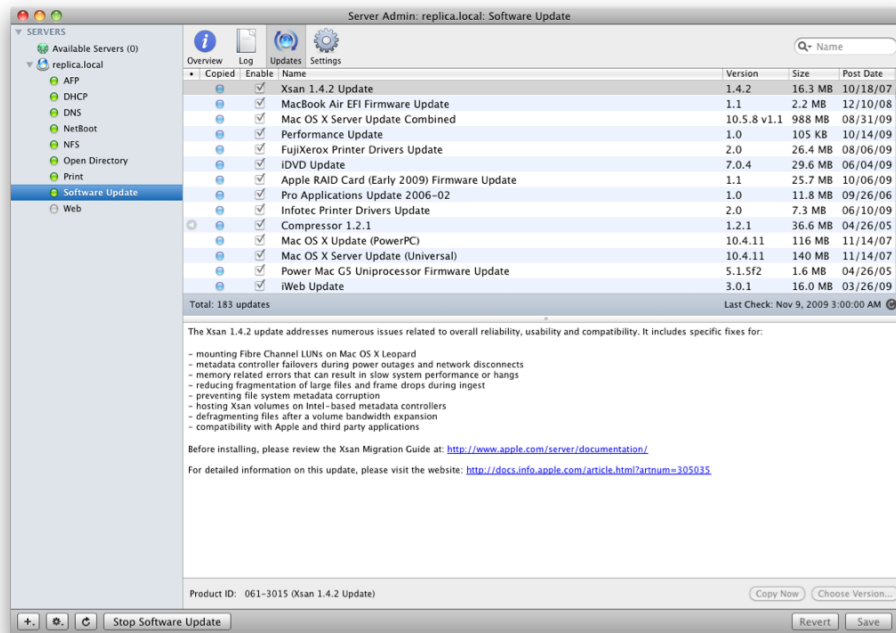 Server Admin: replica.local: Software Update
SERVERS
Available Servers (0)
replica.local
AFP
DHCP
DNS
NetBoot
NFS
Open Directory
Print
Software Update
Web
Overview Log Updates Settings
Name
• Copied Enable Name Version Size Post Date
Xsan 1.4.2 Update 1.4.2 16.3 MB 10/18/07
MacBook Air EFI Firmware Update 1.1 2.2 MB 12/10/08
Mac OS X Server Update Combined 10.5.8 v1.1 988 MB 08/31/09
Performance Update 1.0 105 KB 10/14/09
FujiXerox Printer Drivers Update 2.0 26.4 MB 08/06/09
iDVD Update 7.0.4 29.6 MB 06/04/09
Apple RAID Card (Early 2009) Firmware Update 1.1 25.7 MB 10/06/09
Pro Applications Update 2006-02 1.0 11.8 MB 09/26/06
Infotec Printer Drivers Update 2.0 7.3 MB 06/10/09
Compressor 1.2.1 1.2.1 36.6 MB 04/26/05
Mac OS X Update (PowerPC) 10.4.11 116 MB 11/14/07
Mac OS X Server Update (Universal) 10.4.11 140 MB 11/14/07
Power Mac G5 Uniprocessor Firmware Update 5.1.5f2 1.6 MB 04/26/05
iWeb Update 3.0.1 16.0 MB 03/26/09
Total: 183 updates Last Check: Nov 9, 2009 3:00:00 AM
The Xsan 1.4.2 update addresses numerous issues related to overall reliability, usability and compatibility. It includes specific fixes for:
- mounting Fibre Channel LUNs on Mac OS X Leopard
- metadata controller failovers during power outages and network disconnects
- memory related errors that can result in slow system performance or hangs
- reducing fragmentation of large files and frame drops during ingest
- preventing file system metadata corruption
- hosting Xsan volumes on Intel-based metadata controllers
- defragmenting files after a volume bandwidth expansion
- compatibility with Apple and third party applications
Before installing, please review the Xsan Migration Guide at: http://www.apple.com/server/documentation/
For detailed information on this update, please visit the website: http://docs.info.apple.com/article.html?artnum=305035
Product ID: 061-3015 (Xsan 1.4.2 Update) Copy Now Choose Version...
Stop Software Update Revert Save